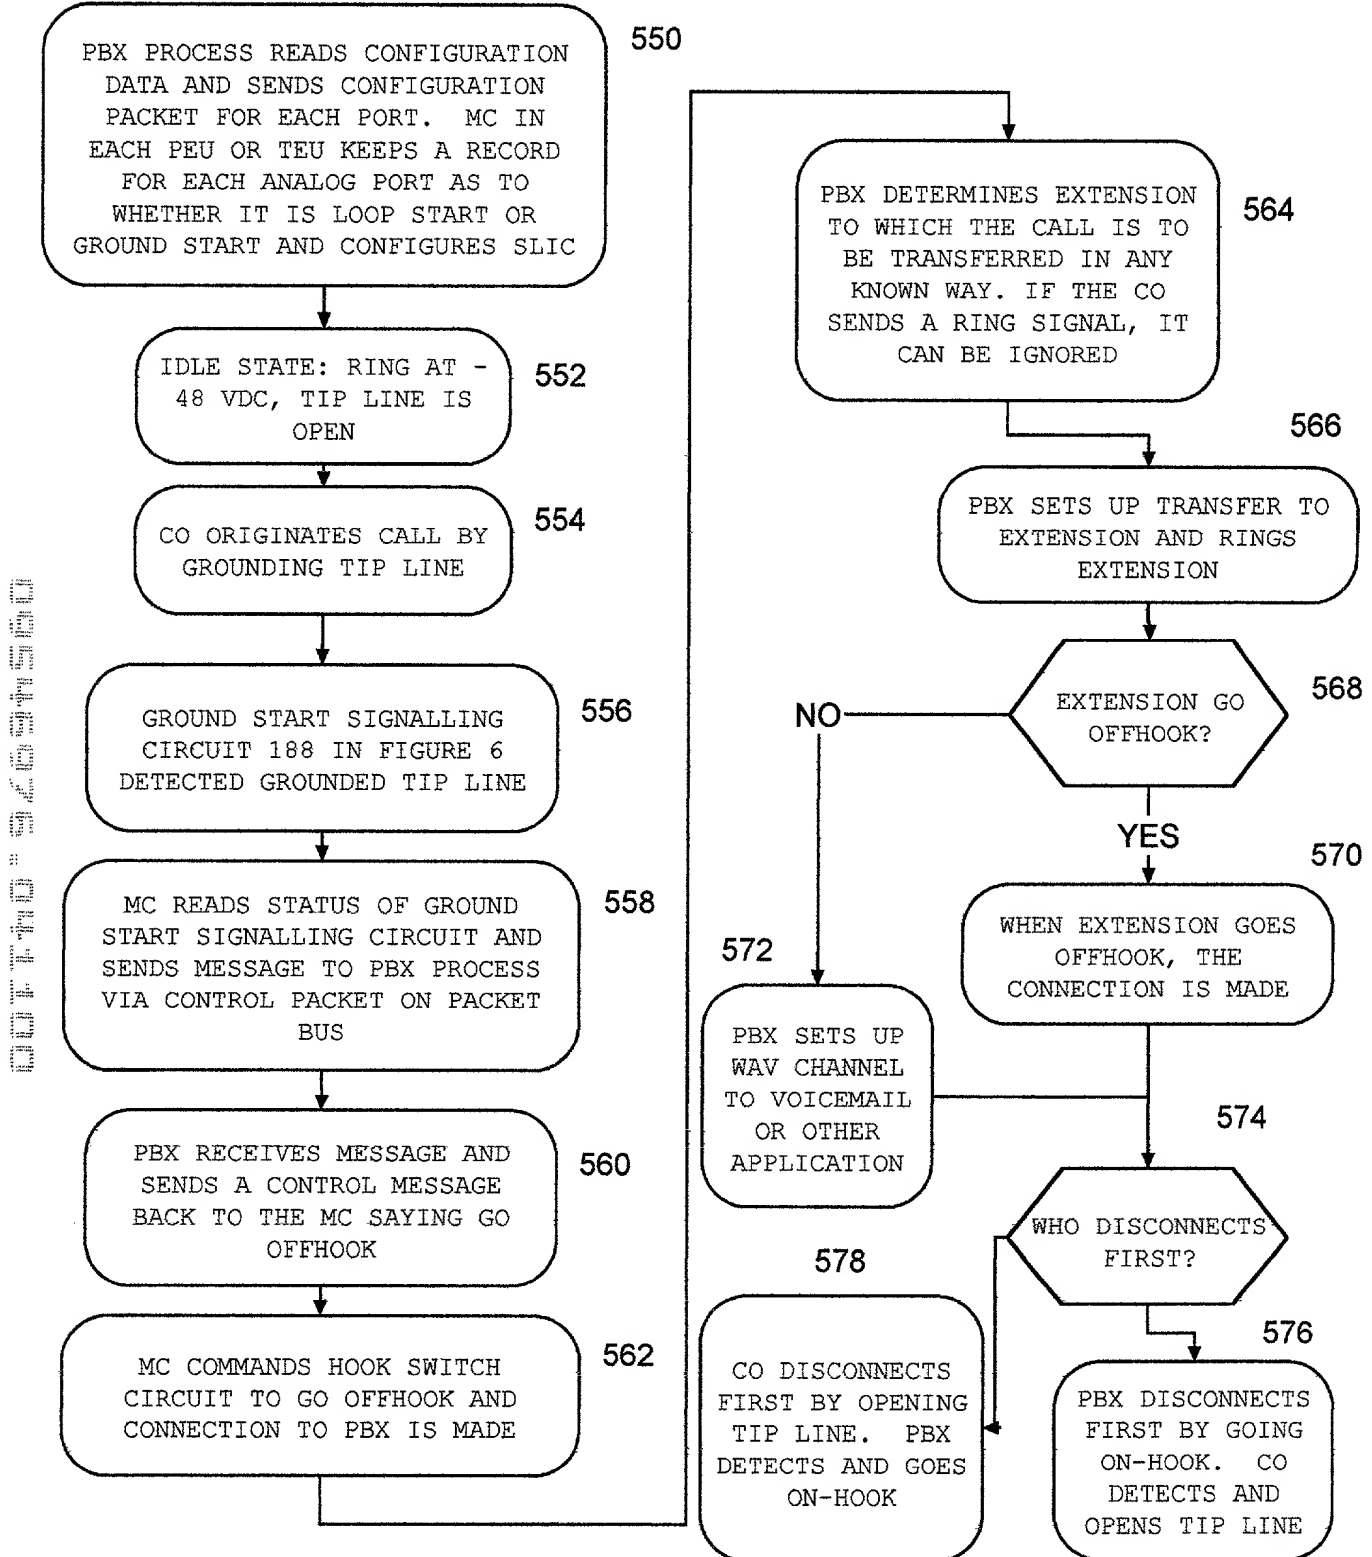 550
PBX PROCESS READS CONFIGURATION
DATA AND SENDS CONFIGURATION
PACKET FOR EACH PORT. MC IN
EACH PEU OR TEU KEEPS A RECORD
FOR EACH ANALOG PORT AS TO
WHETHER IT IS LOOP START OR
GROUND START AND CONFIGURES SLIC
552
IDLE STATE: RING AT -
48 VDC, TIP LINE IS
OPEN
554
CO ORIGINATES CALL BY
GROUNDING TIP LINE
556
GROUND START SIGNALLING
CIRCUIT 188 IN FIGURE 6
DETECTED GROUNDED TIP LINE
558
MC READS STATUS OF GROUND
START SIGNALLING CIRCUIT AND
SENDS MESSAGE TO PBX PROCESS
VIA CONTROL PACKET ON PACKET
BUS
560
PBX RECEIVES MESSAGE AND
SENDS A CONTROL MESSAGE
BACK TO THE MC SAYING GO
OFFHOOK
562
MC COMMANDS HOOK SWITCH
CIRCUIT TO GO OFFHOOK AND
CONNECTION TO PBX IS MADE
564
PBX DETERMINES EXTENSION
TO WHICH THE CALL IS TO
BE TRANSFERRED IN ANY
KNOWN WAY. IF THE CO
SENDS A RING SIGNAL, IT
CAN BE IGNORED
566
PBX SETS UP TRANSFER TO
EXTENSION AND RINGS
EXTENSION
568
EXTENSION GO
OFFHOOK?
NO
YES
570
WHEN EXTENSION GOES
OFFHOOK, THE
CONNECTION IS MADE
572
PBX SETS UP
WAV CHANNEL
TO VOICEMAIL
OR OTHER
APPLICATION
574
WHO DISCONNECTS
FIRST?
578
CO DISCONNECTS
FIRST BY OPENING
TIP LINE. PBX
DETECTS AND GOES
ON-HOOK
576
PBX DISCONNECTS
FIRST BY GOING
ON-HOOK. CO
DETECTS AND
OPENS TIP LINE